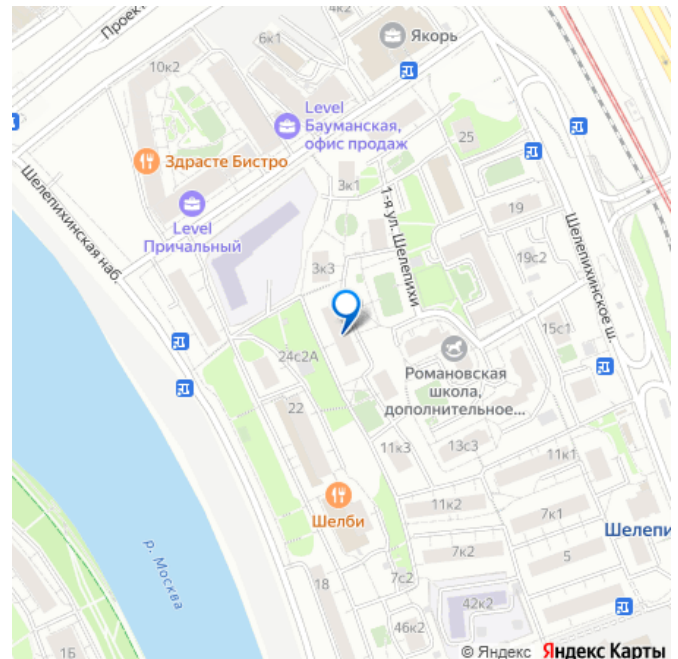 4к2
Проект
6к1
Якорь
10к2
Level
Бауманская,
офис продаж
25
Здрасте Бистро
3к1
Шелепихинская наб.
1-я ул. Шелепихи
19
Level
Причальный
Шелепихинское ш.
19с2
3к3
15с1
24с2А
Романовская
школа,
дополнительное...
22
11к3
13с3
11к1
Шелби
11к2
7к1
Шелепи
р. Москва
7к2
5
18
7с2
42к2
46к2
16
© Яндекс Яндекс Карты